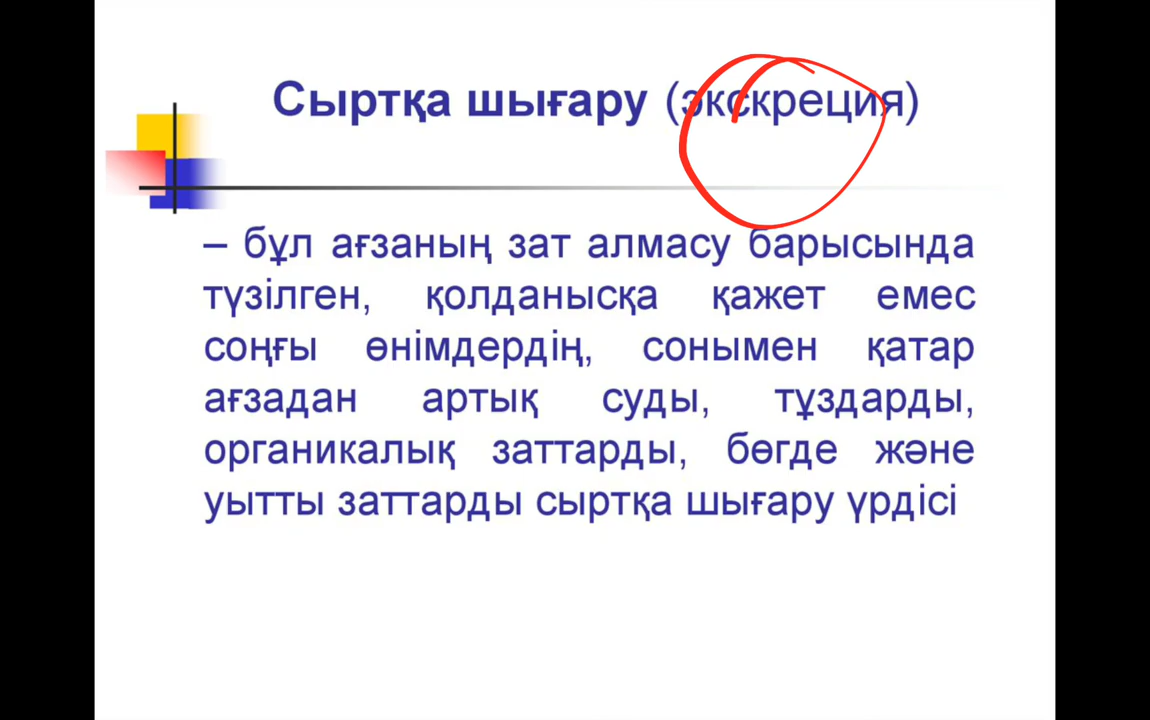 Сыртқа шығару (экскреция)
– бұл ағзаның зат алмасу барысында
түзілген, қолданысқа қажет емес
соңғы өнімдердің, сонымен қатар
ағзадан артық суды, тұздарды,
органикалық заттарды, бөгде және
уытты заттарды сыртқа шығару үрдісі